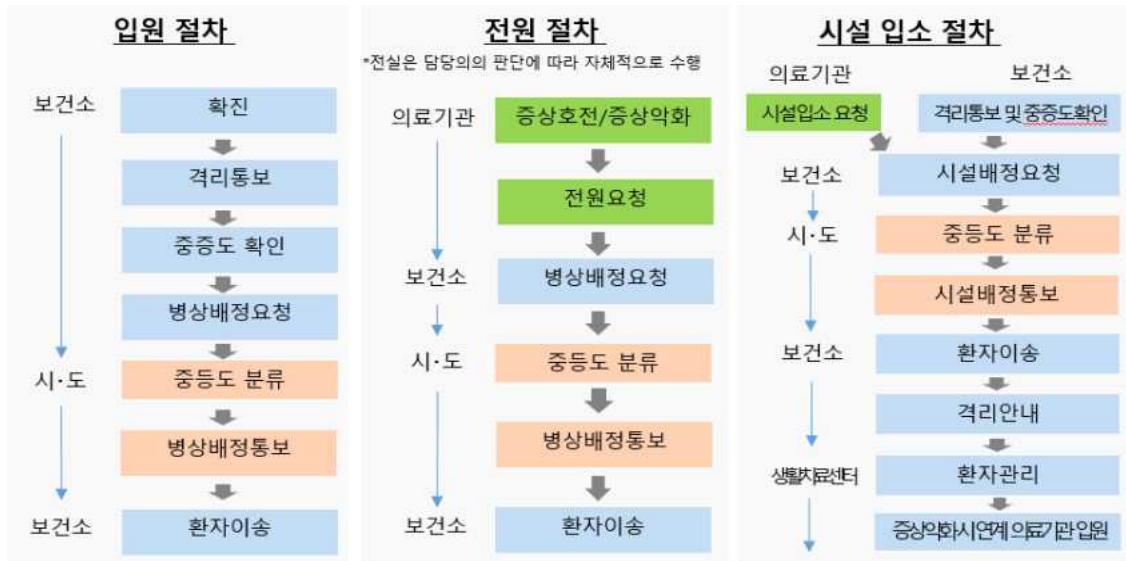 입원 절차
보건소
확진
격리통보
중증도 확인
병상배정요청
시·도
중등도 분류
병상배정통보
보건소
환자이송
전원 절차
*전실은 담당의의 판단에 따라 자체적으로 수행
의료기관
증상호전/증상악화
전원요청
보건소
병상배정요청
시·도
중등도 분류
병상배정통보
보건소
환자이송
시설 입소 절차
의료기관
보건소
시설입소 요청
격리통보 및 중증도확인
보건소
시설배정요청
시·도
중등도 분류
시설배정통보
보건소
환자이송
격리안내
생활치료센터
환자관리
증상악화시 연계 의료기관 입원